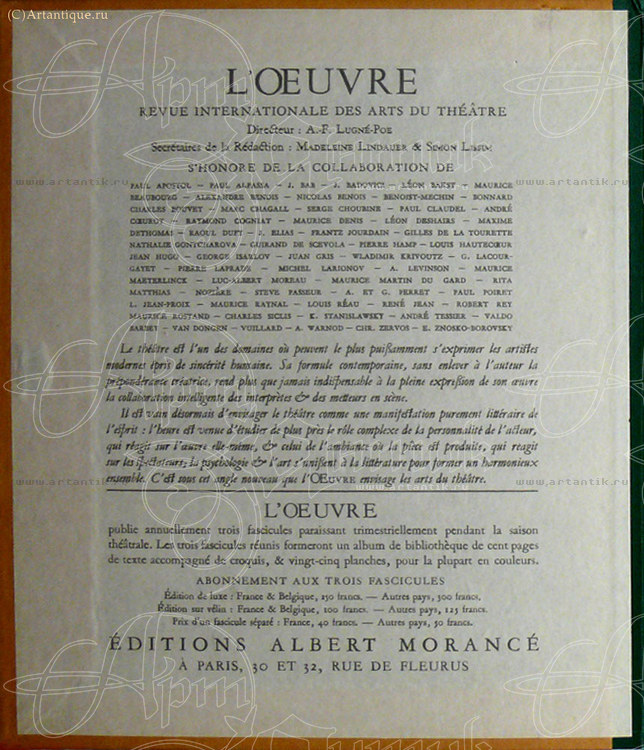 (C)Artantique.ru
L'ŒUVRE
REVUE INTERNATIONALE DES ARTS DU THÉÂTRE
Directeur : A.-F. LUGNÉ-POE
Secrétaires de la Rédaction : MADELEINE LINDAUER & SIMON
S'HONORE DE LA COLLABORATION DE
PAUL APOSTOL — PAUL ALFASSA — J. BAB — J. BADOVICI — LÉON BAKST — MAURICE
BEAUBOURG — ALEXANDRE BENOIS — NICOLAS BENOIS — BENOIST-MECHIN — BONNARD
CHARLES BOUVET — MARC CHAGALL — SERGE CHOUBINE — PAUL CLAUDEL — ANDRÉ
CŒUROY — RAYMOND COGNIAT — MAURICE DENIS — LÉON DESHAIRS — MAXIME
DETHOMAS — RAOUL DUFY — J. ELIAS — FRANTZ JOURDAIN — GILLES DE LA TOURETTE
NATHALIE GONTCHAROVA — GUIRAND DE SCEVOLA — PIERRE HAMP — LOUIS HAUTECŒUR
JEAN HUGO — GEORGE ISARLOV — JUAN GRIS — WLADIMIR KRIVOUTZ — G. LACOUR-
GAYET — PIERRE LAPRADE — MICHEL LARIONOV — A. LEVINSON — MAURICE
MAETERLINCK — LUC-ALBERT MOREAU — MAURICE MARTIN DU GARD — RITA
MATTHIAS — NOZIÈRE — STEVE PASSEUR — A. ET G. PERRET — PAUL POIRET
L. JEAN-PROIX — MAURICE RAYNAL — LOUIS RÉAU — RENÉ JEAN — ROBERT REY
MAURICE ROSTAND — CHARLES SICLIS — K. STANISLAWSKY — ANDRÉ TESSIER — VALDO
BARBEY — VAN DONGEN — VUILLARD — A. WARNOD — CHR. ZERVOS — E. ZNOSKO-BOROVSKY
Le théâtre est l'un des domaines où peuvent le plus puissamment s'exprimer les artistes
modernes épris de sincérité humaine. Sa formule contemporaine, sans enlever à l'auteur la
prépondérance créatrice, rend plus que jamais indispensable à la pleine expression de son œuvre
la collaboration intelligente des interprètes & des metteurs en scène.
Il est vain désormais d'envisager le théâtre comme une manifestation purement littéraire de
l'esprit : l'heure est venue d'étudier de plus près le rôle complexe de la personnalité de l'acteur,
qui réagit sur l'œuvre elle-même, & celui de l'ambiance où la pièce est produite, qui réagit
sur les spectateurs; la psychologie & l'art s'unissent à la littérature pour former un harmonieux
ensemble. C'est sous cet angle nouveau que l'ŒUVRE envisage les arts du théâtre.
L'ŒUVRE
publie annuellement trois fascicules paraissant trimestriellement pendant la saison
théâtrale. Les trois fascicules réunis formeront un album de bibliothèque de cent pages
de texte accompagné de croquis, & vingt-cinq planches, pour la plupart en couleurs.
ABONNEMENT AUX TROIS FASCICULES
Édition de luxe : France & Belgique, 250 francs. — Autres pays, 300 francs.
Édition sur vélin : France & Belgique, 100 francs. — Autres pays, 125 francs.
Prix d'un fascicule séparé : France, 40 francs. — Autres pays, 50 francs.
ÉDITIONS ALBERT MORANCÉ
À PARIS, 30 ET 32, RUE DE FLEURUS
www.artantik.ru